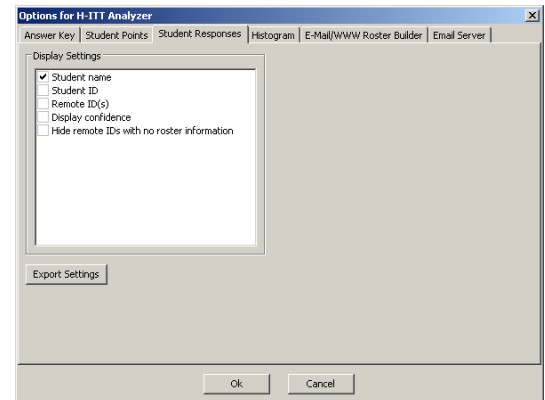 Options for H-ITT Analyzer
Answer Key Student Points Student Responses Histogram E-Mail/WWW Roster Builder Email Server
Display Settings
Student name
Student ID
Remote ID(s)
Display confidence
Hide remote IDs with no roster information
Export Settings
Ok Cancel